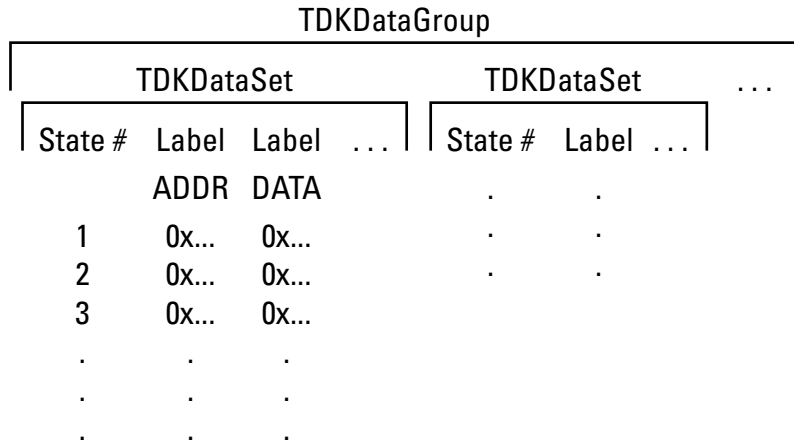 TDKDataGroup
TDKDataSet TDKDataSet ...
State # Label Label ... State # Label ...
ADDR DATA . .
1 0x... 0x... . .
2 0x... 0x... . .
3 0x... 0x...
. . .
. . .
. . .